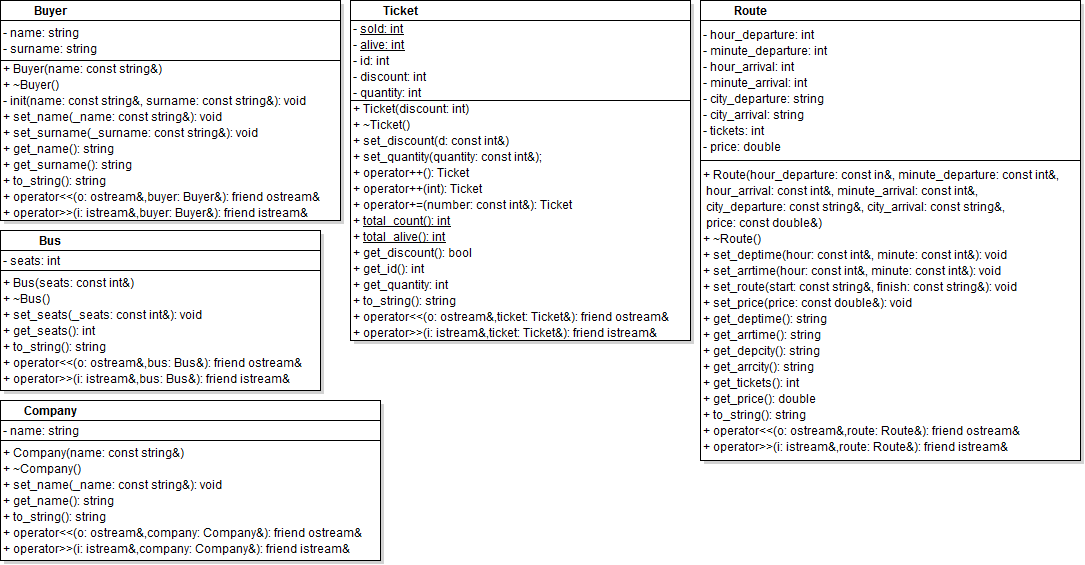 Buyer
- name: string
- surname: string
+ Buyer(name: const string&)
+ ~Buyer()
- init(name: const string&, surname: const string&): void
+ set_name(_name: const string&): void
+ set_surname(_surname: const string&): void
+ get_name(): string
+ get_surname(): string
+ to_string(): string
+ operator<<(o: ostream&,buyer: Buyer&): friend ostream&
+ operator>>(i: istream&,buyer: Buyer&): friend istream&
Bus
- seats: int
+ Bus(seats: const int&)
+ ~Bus()
+ set_seats(_seats: const int&): void
+ get_seats(): int
+ to_string(): string
+ operator<<(o: ostream&,bus: Bus&): friend ostream&
+ operator>>(i: istream&,bus: Bus&): friend istream&
Company
- name: string
+ Company(name: const string&)
+ ~Company()
+ set_name(_name: const string&): void
+ get_name(): string
+ to_string(): string
+ operator<<(o: ostream&,company: Company&): friend ostream&
+ operator>>(i: istream&,company: Company&): friend istream&
Ticket
- sold: int
- alive: int
- id: int
- discount: int
- quantity: int
+ Ticket(discount: int)
+ ~Ticket()
+ set_discount(d: const int&)
+ set_quantity(quantity: const int&);
+ operator++(): Ticket
+ operator++(int): Ticket
+ operator+=(number: const int&): Ticket
+ total_count(): int
+ total_alive(): int
+ get_discount(): bool
+ get_id(): int
+ get_quantity: int
+ to_string(): string
+ operator<<(o: ostream&,ticket: Ticket&): friend ostream&
+ operator>>(i: istream&,ticket: Ticket&): friend istream&
Route
- hour_departure: int
- minute_departure: int
- hour_arrival: int
- minute_arrival: int
- city_departure: string
- city_arrival: string
- tickets: int
- price: double
+ Route(hour_departure: const in&, minute_departure: const int&,
hour_arrival: const int&, minute_arrival: const int&,
city_departure: const string&, city_arrival: const string&,
price: const double&)
+ ~Route()
+ set_deptime(hour: const int&, minute: const int&): void
+ set_arrtime(hour: const int&, minute: const int&): void
+ set_route(start: const string&, finish: const string&): void
+ set_price(price: const double&): void
+ get_deptime(): string
+ get_arrtime(): string
+ get_depcity(): string
+ get_arrcity(): string
+ get_tickets(): int
+ get_price(): double
+ to_string(): string
+ operator<<(o: ostream&,route: Route&): friend ostream&
+ operator>>(i: istream&,route: Route&): friend istream&